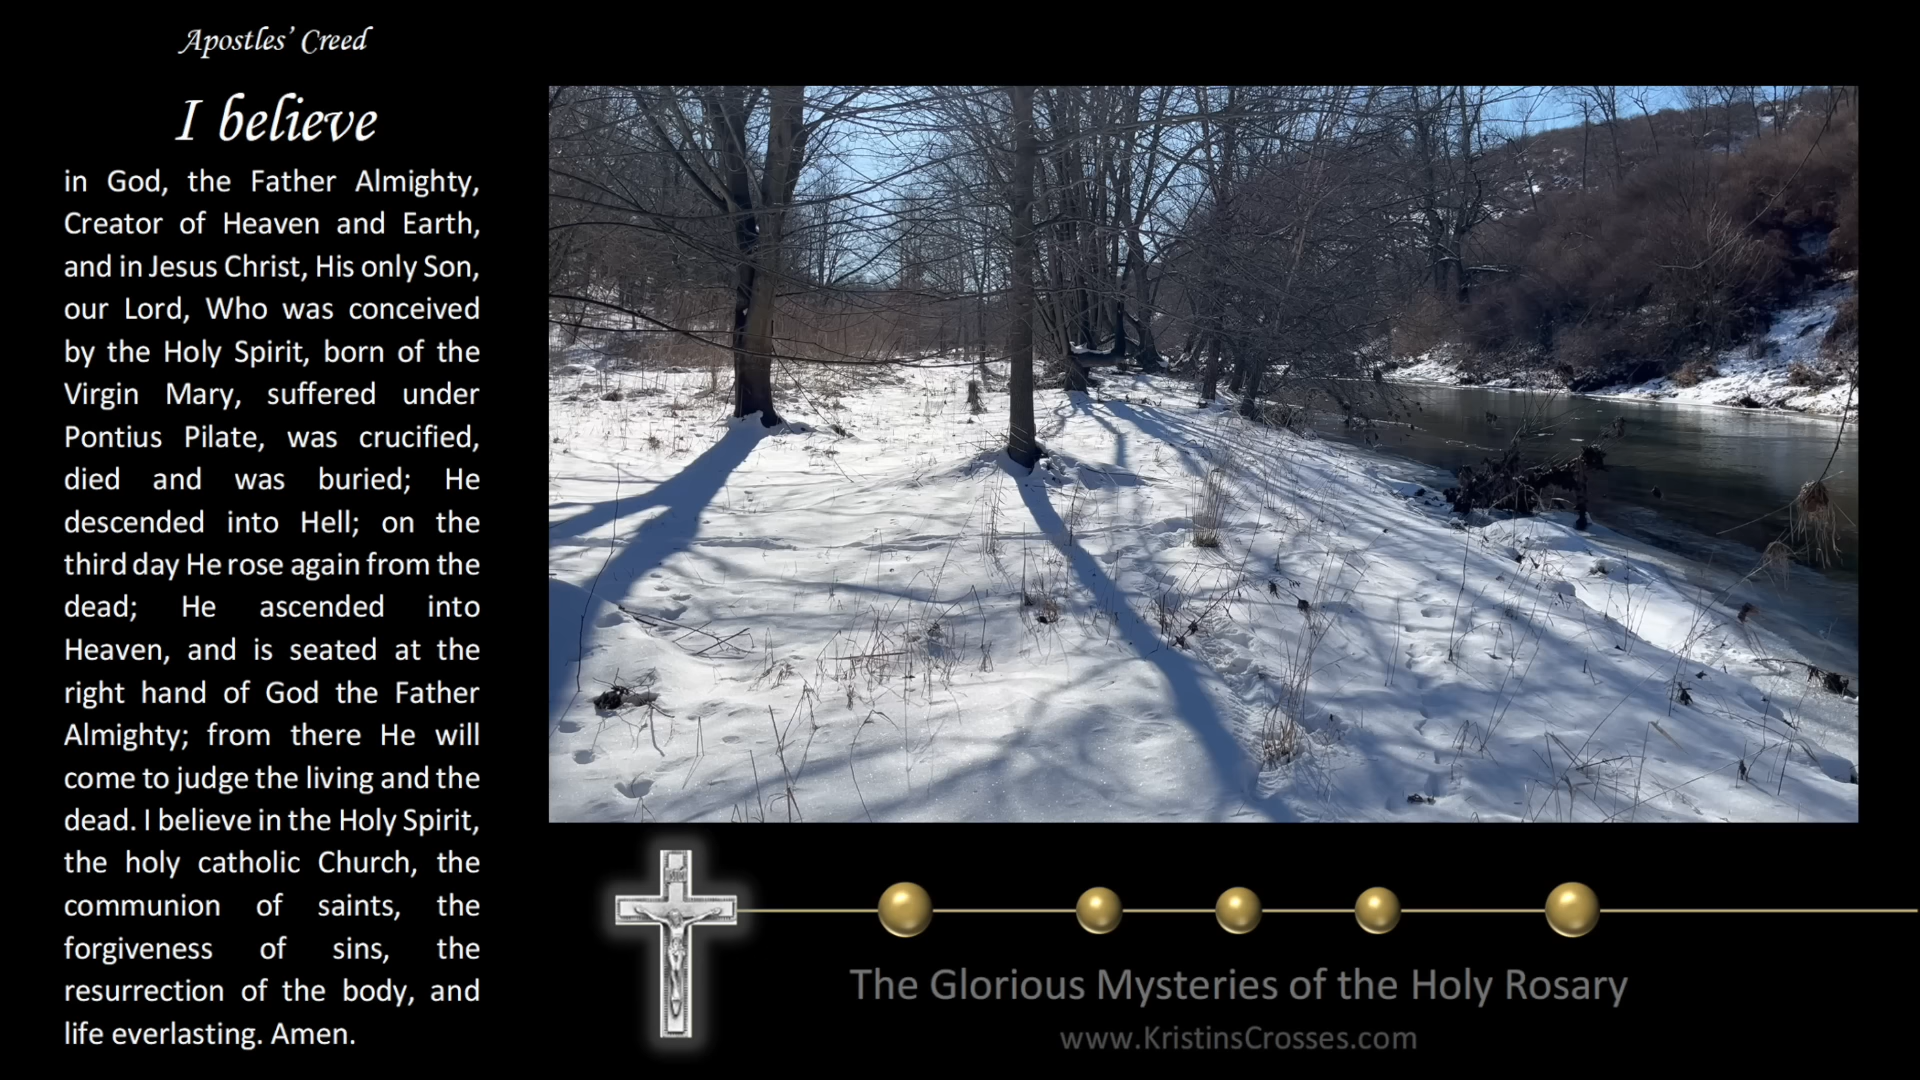 Apostles' Creed
I believe
in God, the Father Almighty,
Creator of Heaven and Earth,
and in Jesus Christ, His only Son,
our Lord, Who was conceived
by the Holy Spirit, born of the
Virgin Mary, suffered under
Pontius Pilate, was crucified,
died and was buried; He
descended into Hell; on the
third day He rose again from the
dead; He ascended into
Heaven, and is seated at the
right hand of God the Father
Almighty; from there He will
come to judge the living and the
dead. I believe in the Holy Spirit,
the holy catholic Church, the
communion of saints, the
forgiveness of sins, the
resurrection of the body, and
life everlasting. Amen.
The Glorious Mysteries of the Holy Rosary
www.KristinsCrosses.com